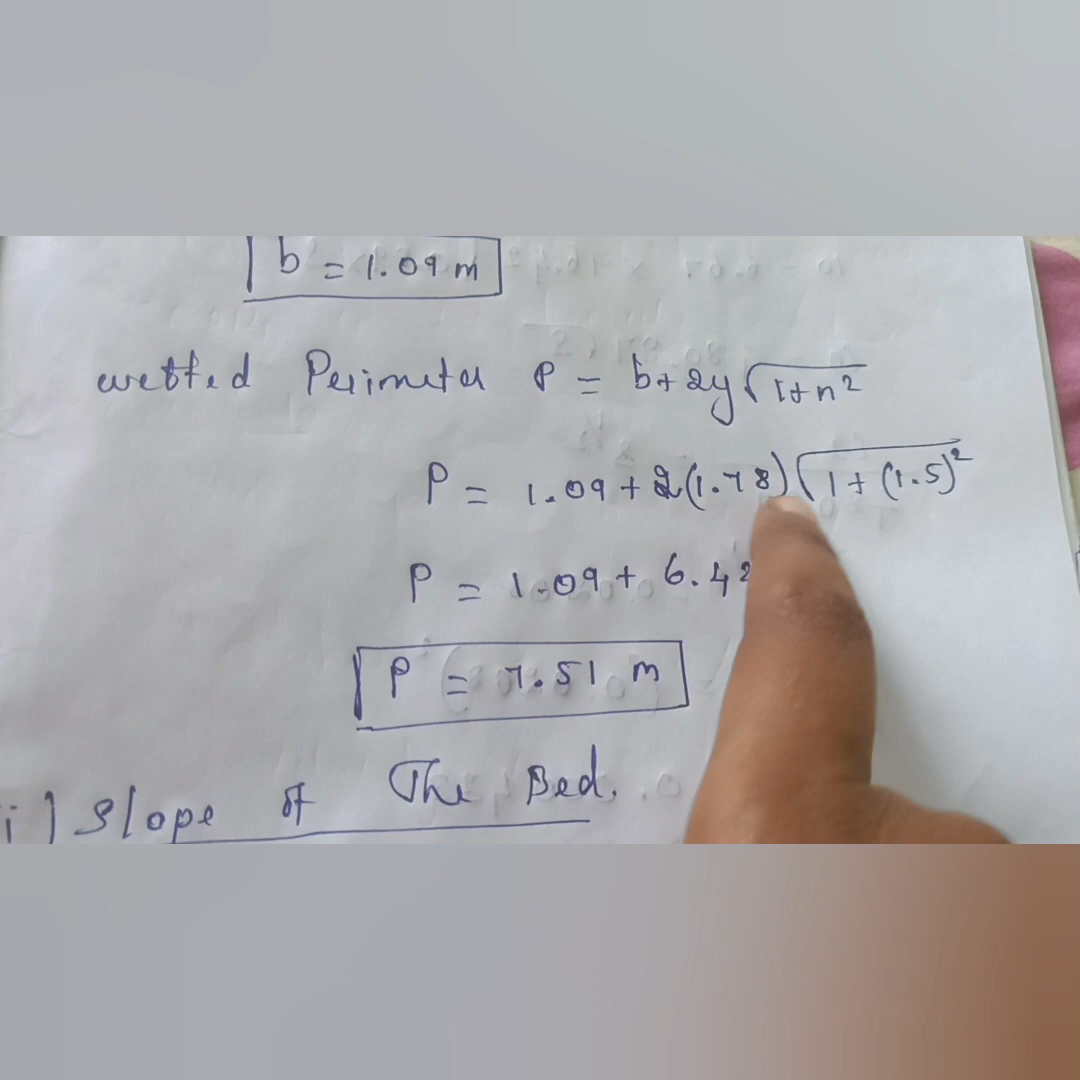 b = 1.09 m
wetted Perimeter P = b + 2y √1+n²
P = 1.09 + 2(1.78) √1 + (1.5)²
P = 1.09 + 6.42
P = 7.51 m
i) Slope of The Bed.